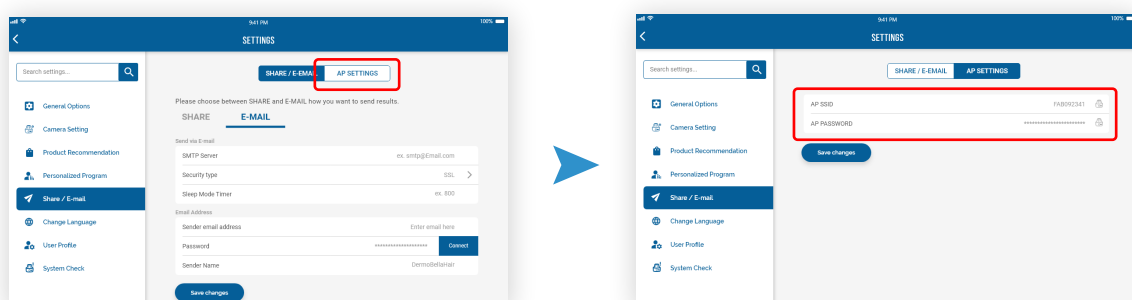 9:41 PM
100%
SETTINGS
Search settings...
SHARE / E-EMAIL
AP SETTINGS
General Options
Camera Setting
Product Recommendation
Personalized Program
Share / E-mail
Change Language
User Profile
System Check
Please choose between SHARE and E-MAIL how you want to send results.
SHARE
E-MAIL
Send via E-mail
SMTP Server
ex. smtp@Email.com
Security type
SSL
Sleep Mode Timer
ex. 800
Email Address
Sender email address
Enter email here
Password
********************
Connect
Sender Name
DermoBellaHair
Save changes
9:41 PM
100%
SETTINGS
Search settings...
SHARE / E-EMAIL
AP SETTINGS
General Options
Camera Setting
Product Recommendation
Personalized Program
Share / E-mail
Change Language
User Profile
System Check
AP SSID
FAB092341
AP PASSWORD
***********************
Save changes